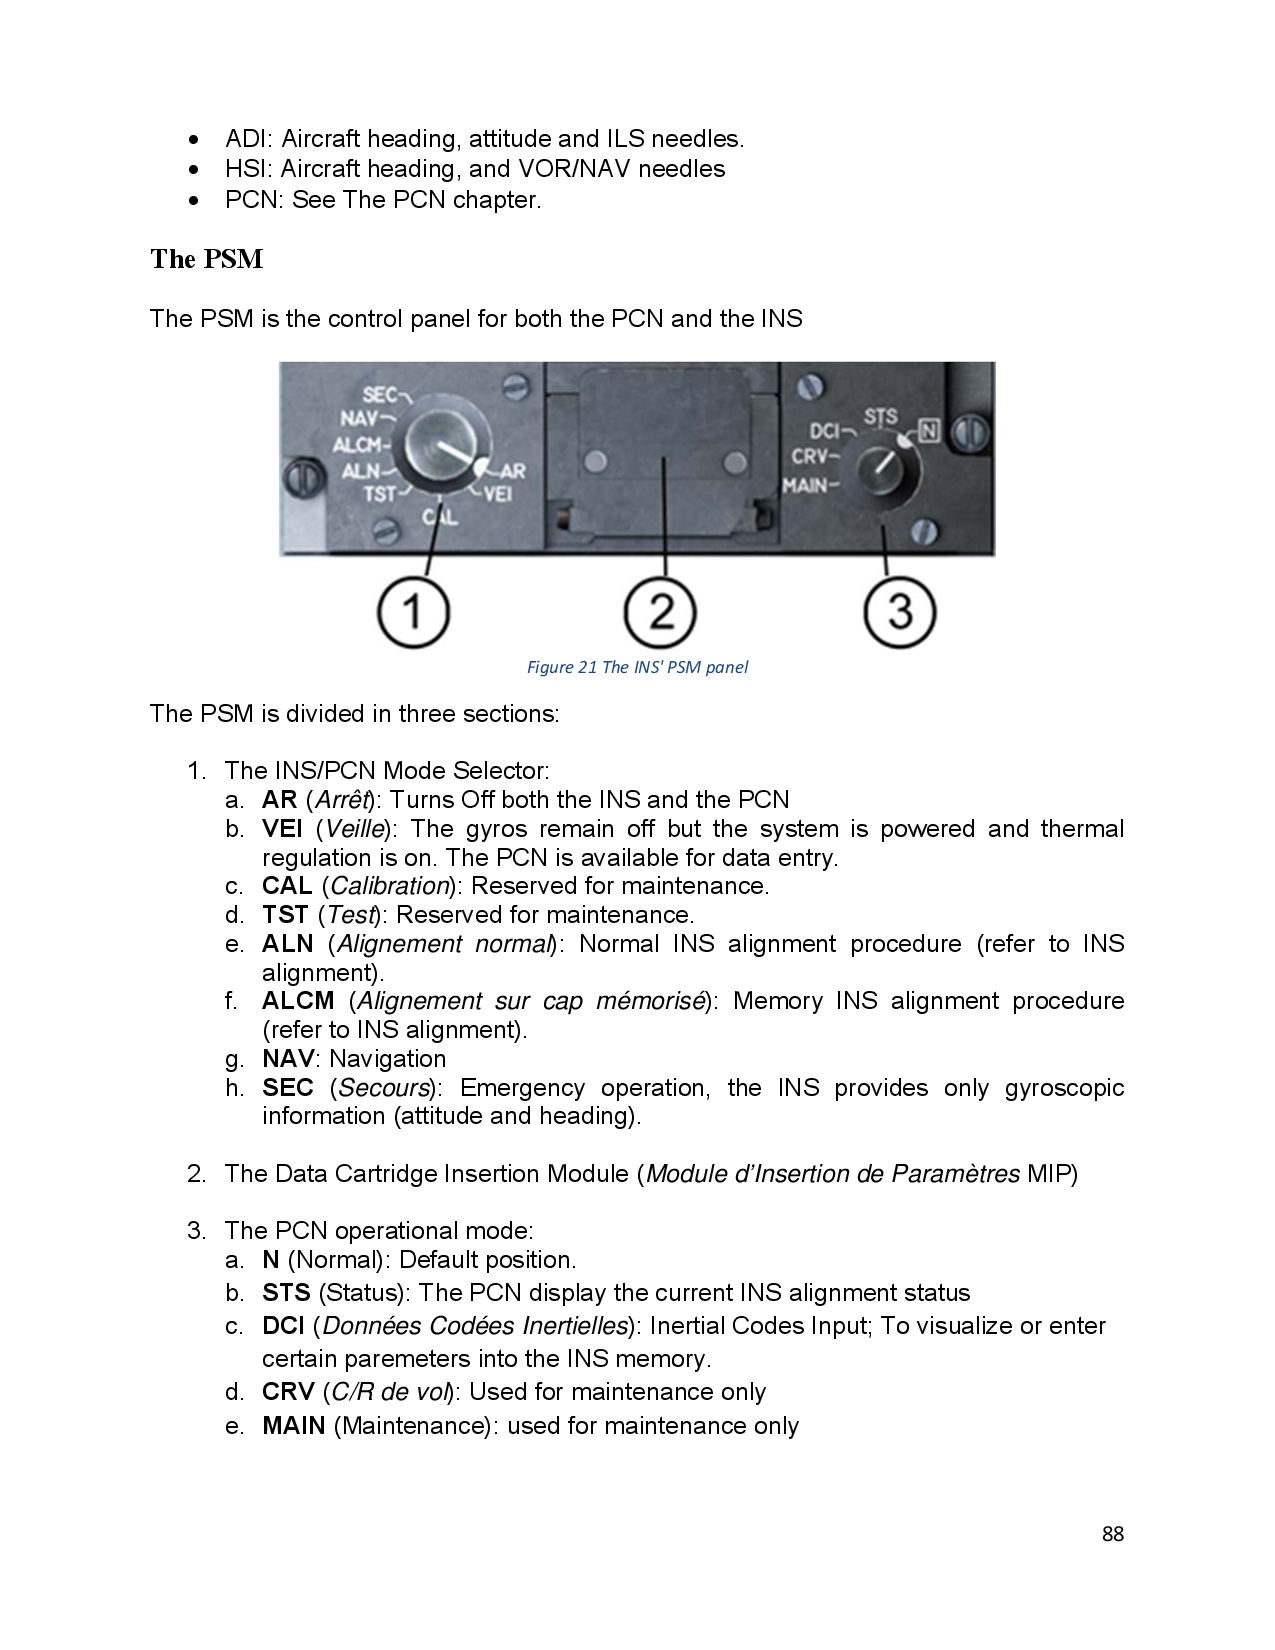 • ADI: Aircraft heading, attitude and ILS needles.
• HSI: Aircraft heading, and VOR/NAV needles
• PCN: See The PCN chapter.
The PSM
The PSM is the control panel for both the PCN and the INS
SEC
NAV
ALCM
ALN
TST
CAL
VEI
AR
STS
DCI
N
CRV
MAIN
1
2
3
Figure 21 The INS' PSM panel
The PSM is divided in three sections:
1. The INS/PCN Mode Selector:
a. AR (Arrêt): Turns Off both the INS and the PCN
b. VEI (Veille): The gyros remain off but the system is powered and thermal
regulation is on. The PCN is available for data entry.
c. CAL (Calibration): Reserved for maintenance.
d. TST (Test): Reserved for maintenance.
e. ALN (Alignement normal): Normal INS alignment procedure (refer to INS
alignment).
f. ALCM (Alignement sur cap mémorisé): Memory INS alignment procedure
(refer to INS alignment).
g. NAV: Navigation
h. SEC (Secours): Emergency operation, the INS provides only gyroscopic
information (attitude and heading).
2. The Data Cartridge Insertion Module (Module d’Insertion de Paramètres MIP)
3. The PCN operational mode:
a. N (Normal): Default position.
b. STS (Status): The PCN display the current INS alignment status
c. DCI (Données Codées Inertielles): Inertial Codes Input; To visualize or enter
certain paremeters into the INS memory.
d. CRV (C/R de vol): Used for maintenance only
e. MAIN (Maintenance): used for maintenance only
88